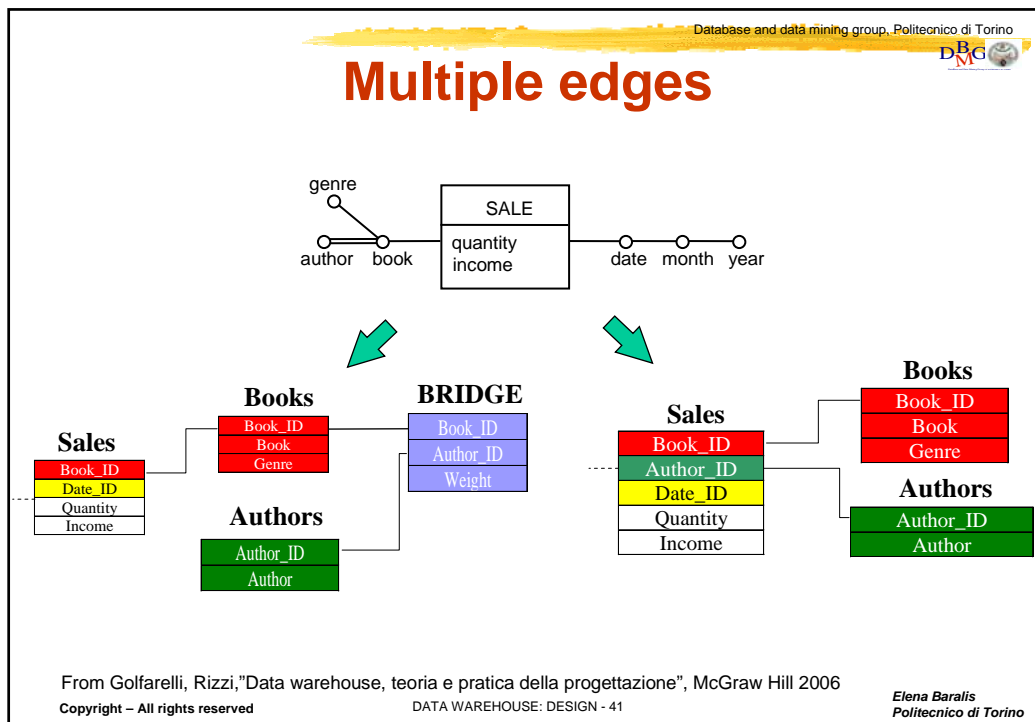 Database and data mining group, Politecnico di Torino
DBMG
Multiple edges
genre
SALE
author
book
quantity
income
date
month
year
Books
BRIDGE
Book_ID
Book
Genre
Book_ID
Author_ID
Weight
Sales
Book_ID
Date_ID
Quantity
Income
Authors
Author_ID
Author
Books
Book_ID
Book
Genre
Sales
Book_ID
Author_ID
Date_ID
Quantity
Income
Authors
Author_ID
Author
From Golfarelli, Rizzi,”Data warehouse, teoria e pratica della progettazione”, McGraw Hill 2006
Copyright – All rights reserved
DATA WAREHOUSE: DESIGN - 41
Elena Baralis
Politecnico di Torino